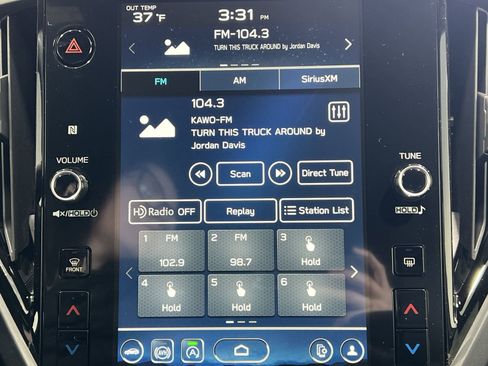 OUT TEMP
37 °F
3:31 PM
FM-104.3
TURN THIS TRUCK AROUND by Jordan Davis
FM AM SiriusXM
104.3
KAWO-FM
TURN THIS TRUCK AROUND by
Jordan Davis
Scan Direct Tune
VOLUME
TUNE
HOLD
HOLD
HD Radio OFF Replay Station List
1 FM 2 FM 3
102.9 98.7 Hold
FRONT
4 5 6
Hold Hold Hold
A